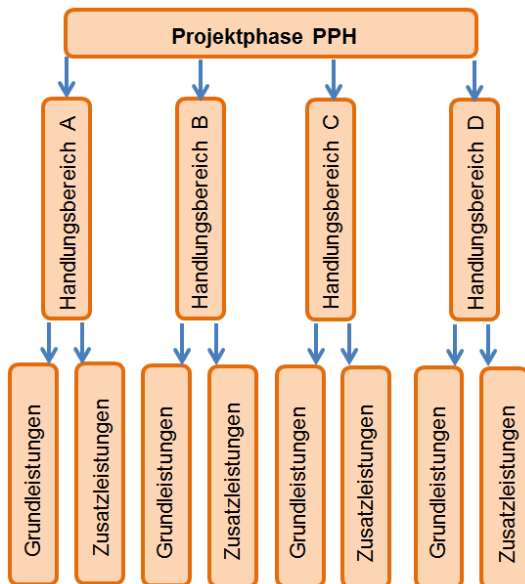 Projektphase PPH
Handlungsbereich A
Handlungsbereich B
Handlungsbereich C
Handlungsbereich D
Grundleistungen
Zusatzleistungen
Grundleistungen
Zusatzleistungen
Grundleistungen
Zusatzleistungen
Grundleistungen
Zusatzleistungen